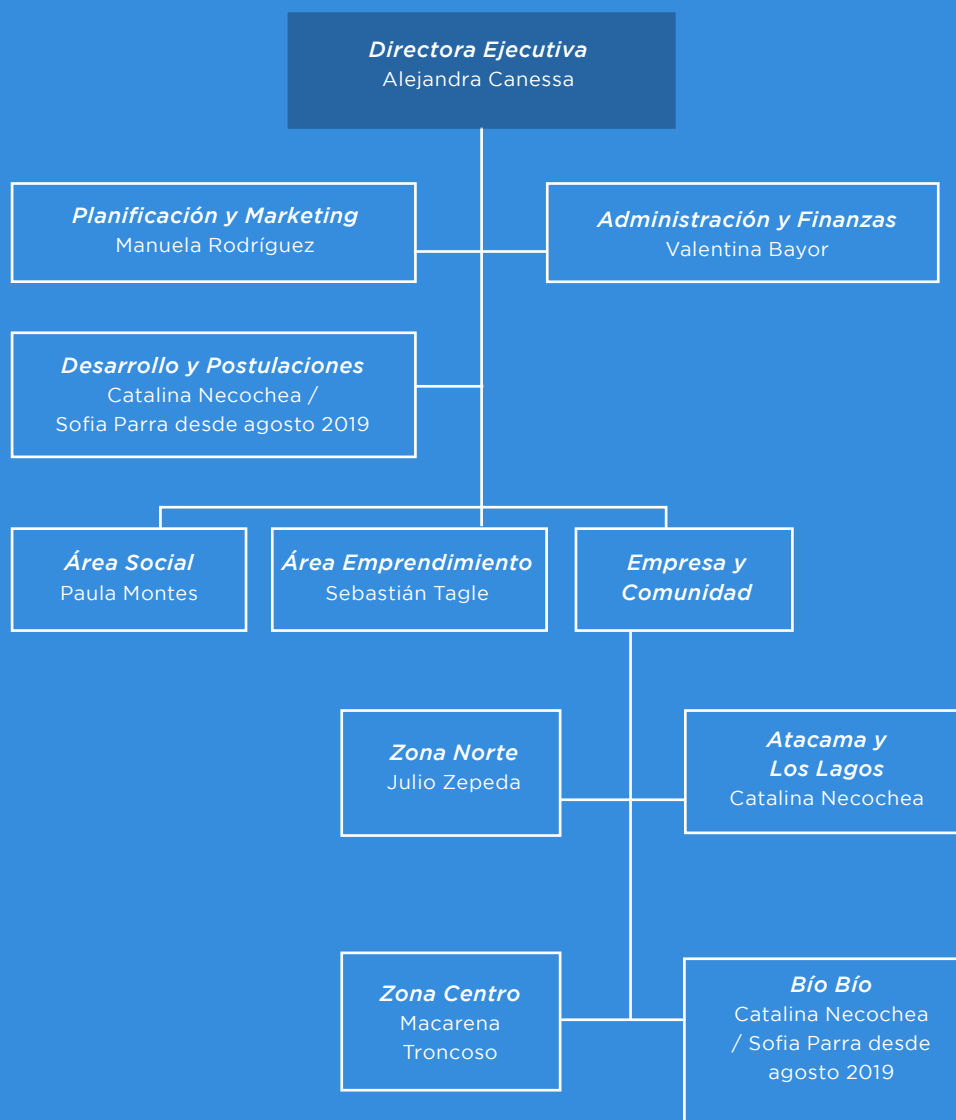 Directora Ejecutiva
Alejandra Canessa
Planificación y Marketing
Manuela Rodríguez
Administración y Finanzas
Valentina Bayor
Desarrollo y Postulaciones
Catalina Necochea /
Sofia Parra desde agosto 2019
Área Social
Paula Montes
Área Emprendimiento
Sebastián Tagle
Empresa y
Comunidad
Zona Norte
Julio Zepeda
Atacama y
Los Lagos
Catalina Necochea
Zona Centro
Macarena
Troncoso
Bío Bío
Catalina Necochea
/ Sofia Parra desde
agosto 2019